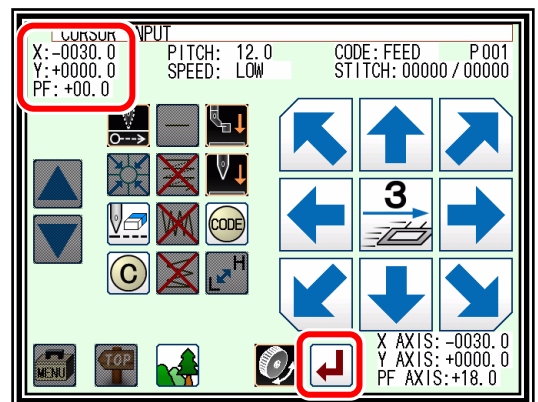 CURSOR INPUT
X:-0030.0 PITCH: 12.0 CODE:FEED P001
Y:+0000.0 SPEED: LOW STITCH:00000/00000
PF:+00.0
3
CODE
C
H
L
MENU
TOP
X AXIS:-0030.0
Y AXIS:+0000.0
PF AXIS:+18.0